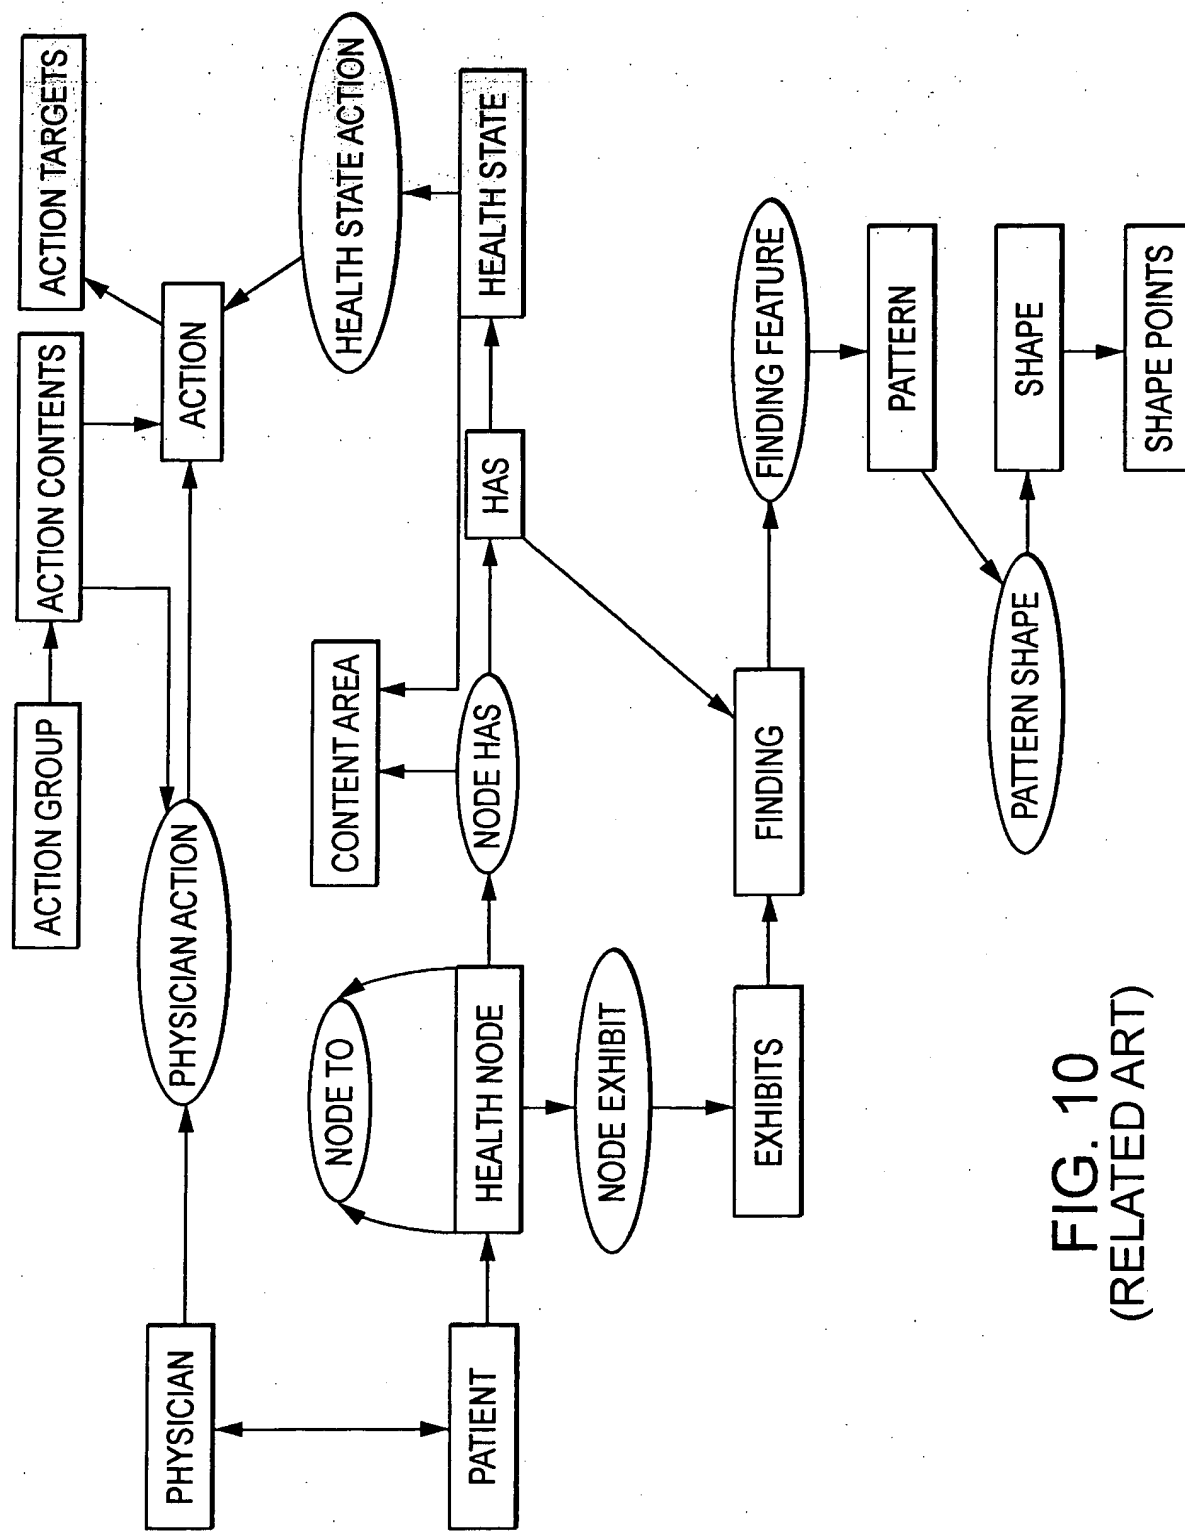 ACTION GROUP
ACTION CONTENTS
ACTION TARGETS
PHYSICIAN
PHYSICIAN ACTION
ACTION
NODE TO
CONTENT AREA
HEALTH STATE ACTION
PATIENT
HEALTH NODE
NODE HAS
HAS
HEALTH STATE
NODE EXHIBIT
EXHIBITS
FINDING
FINDING FEATURE
PATTERN
PATTERN SHAPE
SHAPE
SHAPE POINTS
FIG. 10
(RELATED ART)